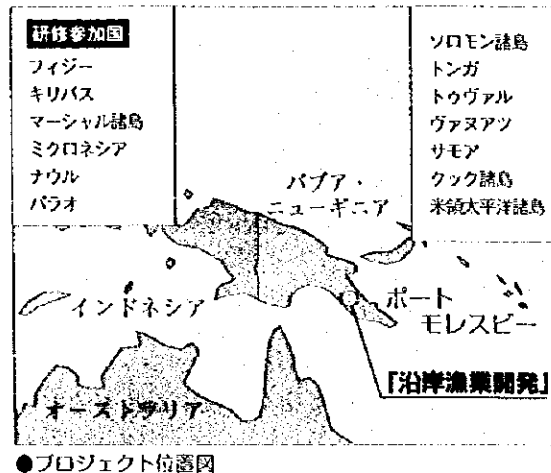 研修参加国
フィジー
キリバス
マーシャル諸島
ミクロネシア
ナウル
パラオ
ソロモン諸島
トンガ
トゥヴァル
ヴァヌアツ
サモア
クック諸島
米領太平洋諸島
パプア・
ニューギニア
インドネシア
ポート
モレスビー
「沿岸漁業開発」
オーストラリア
●プロジェクト位置図